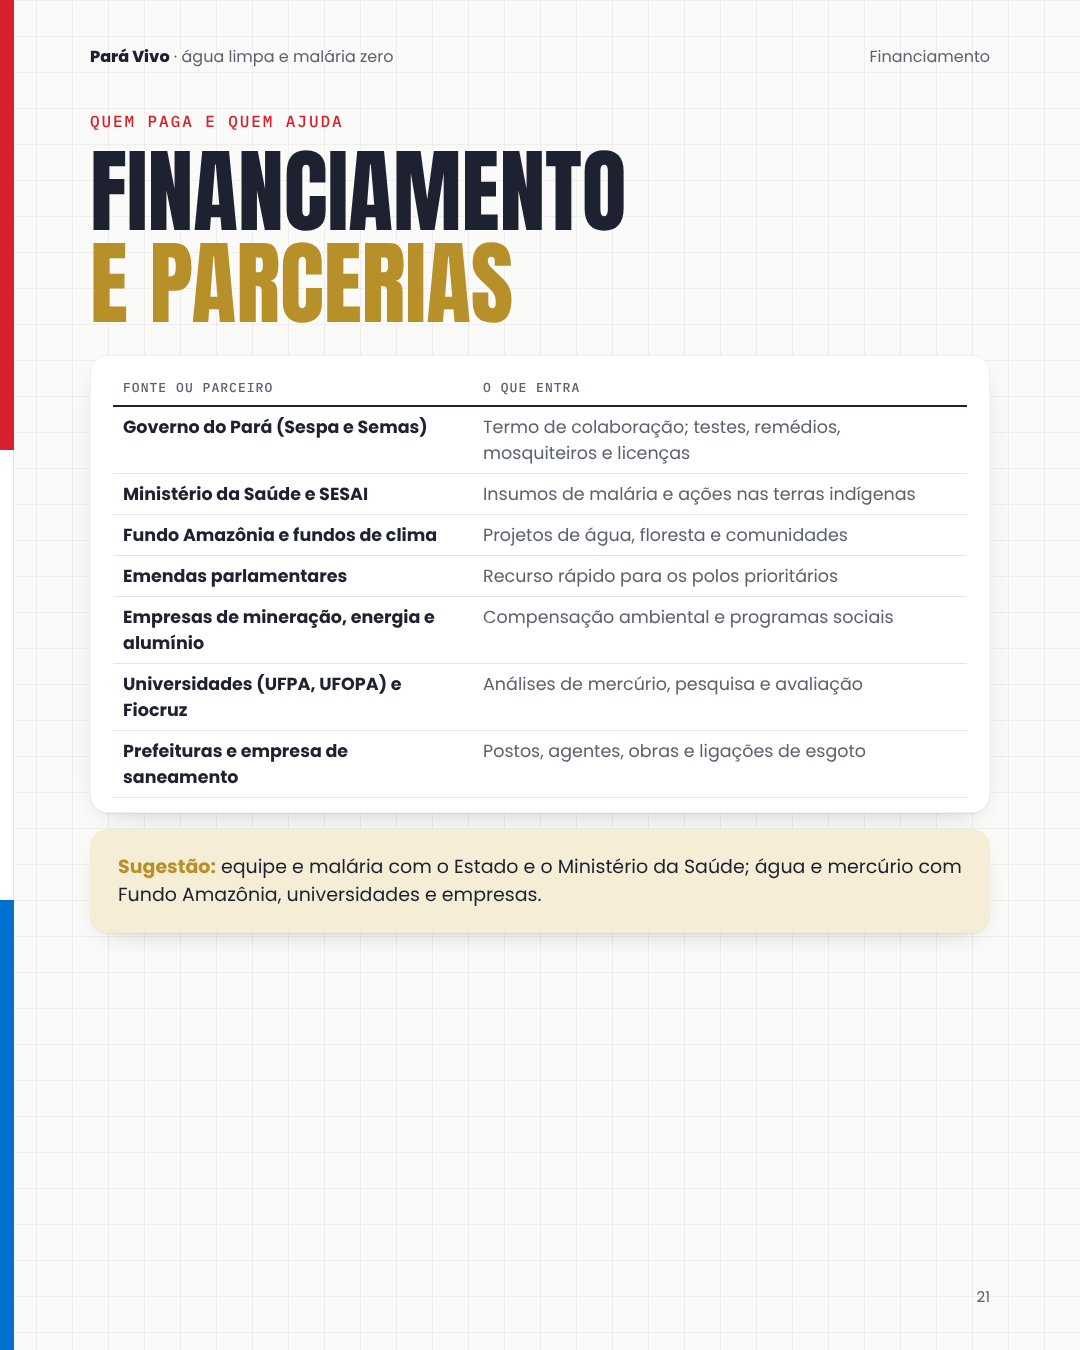 Pará Vivo · água limpa e malária zero
Financiamento
QUEM PAGA E QUEM AJUDA
FINANCIAMENTO
E PARCERIAS
FONTE OU PARCEIRO
O QUE ENTRA
Governo do Pará (Sespa e Semas)
Termo de colaboração; testes, remédios,
mosquiteiros e licenças
Ministério da Saúde e SESAI
Insumos de malária e ações nas terras indígenas
Fundo Amazônia e fundos de clima
Projetos de água, floresta e comunidades
Emendas parlamentares
Recurso rápido para os polos prioritários
Empresas de mineração, energia e
alumínio
Compensação ambiental e programas sociais
Universidades (UFPA, UFOPA) e
Fiocruz
Análises de mercúrio, pesquisa e avaliação
Prefeituras e empresa de
saneamento
Postos, agentes, obras e ligações de esgoto
Sugestão: equipe e malária com o Estado e o Ministério da Saúde; água e mercúrio com
Fundo Amazônia, universidades e empresas.
21